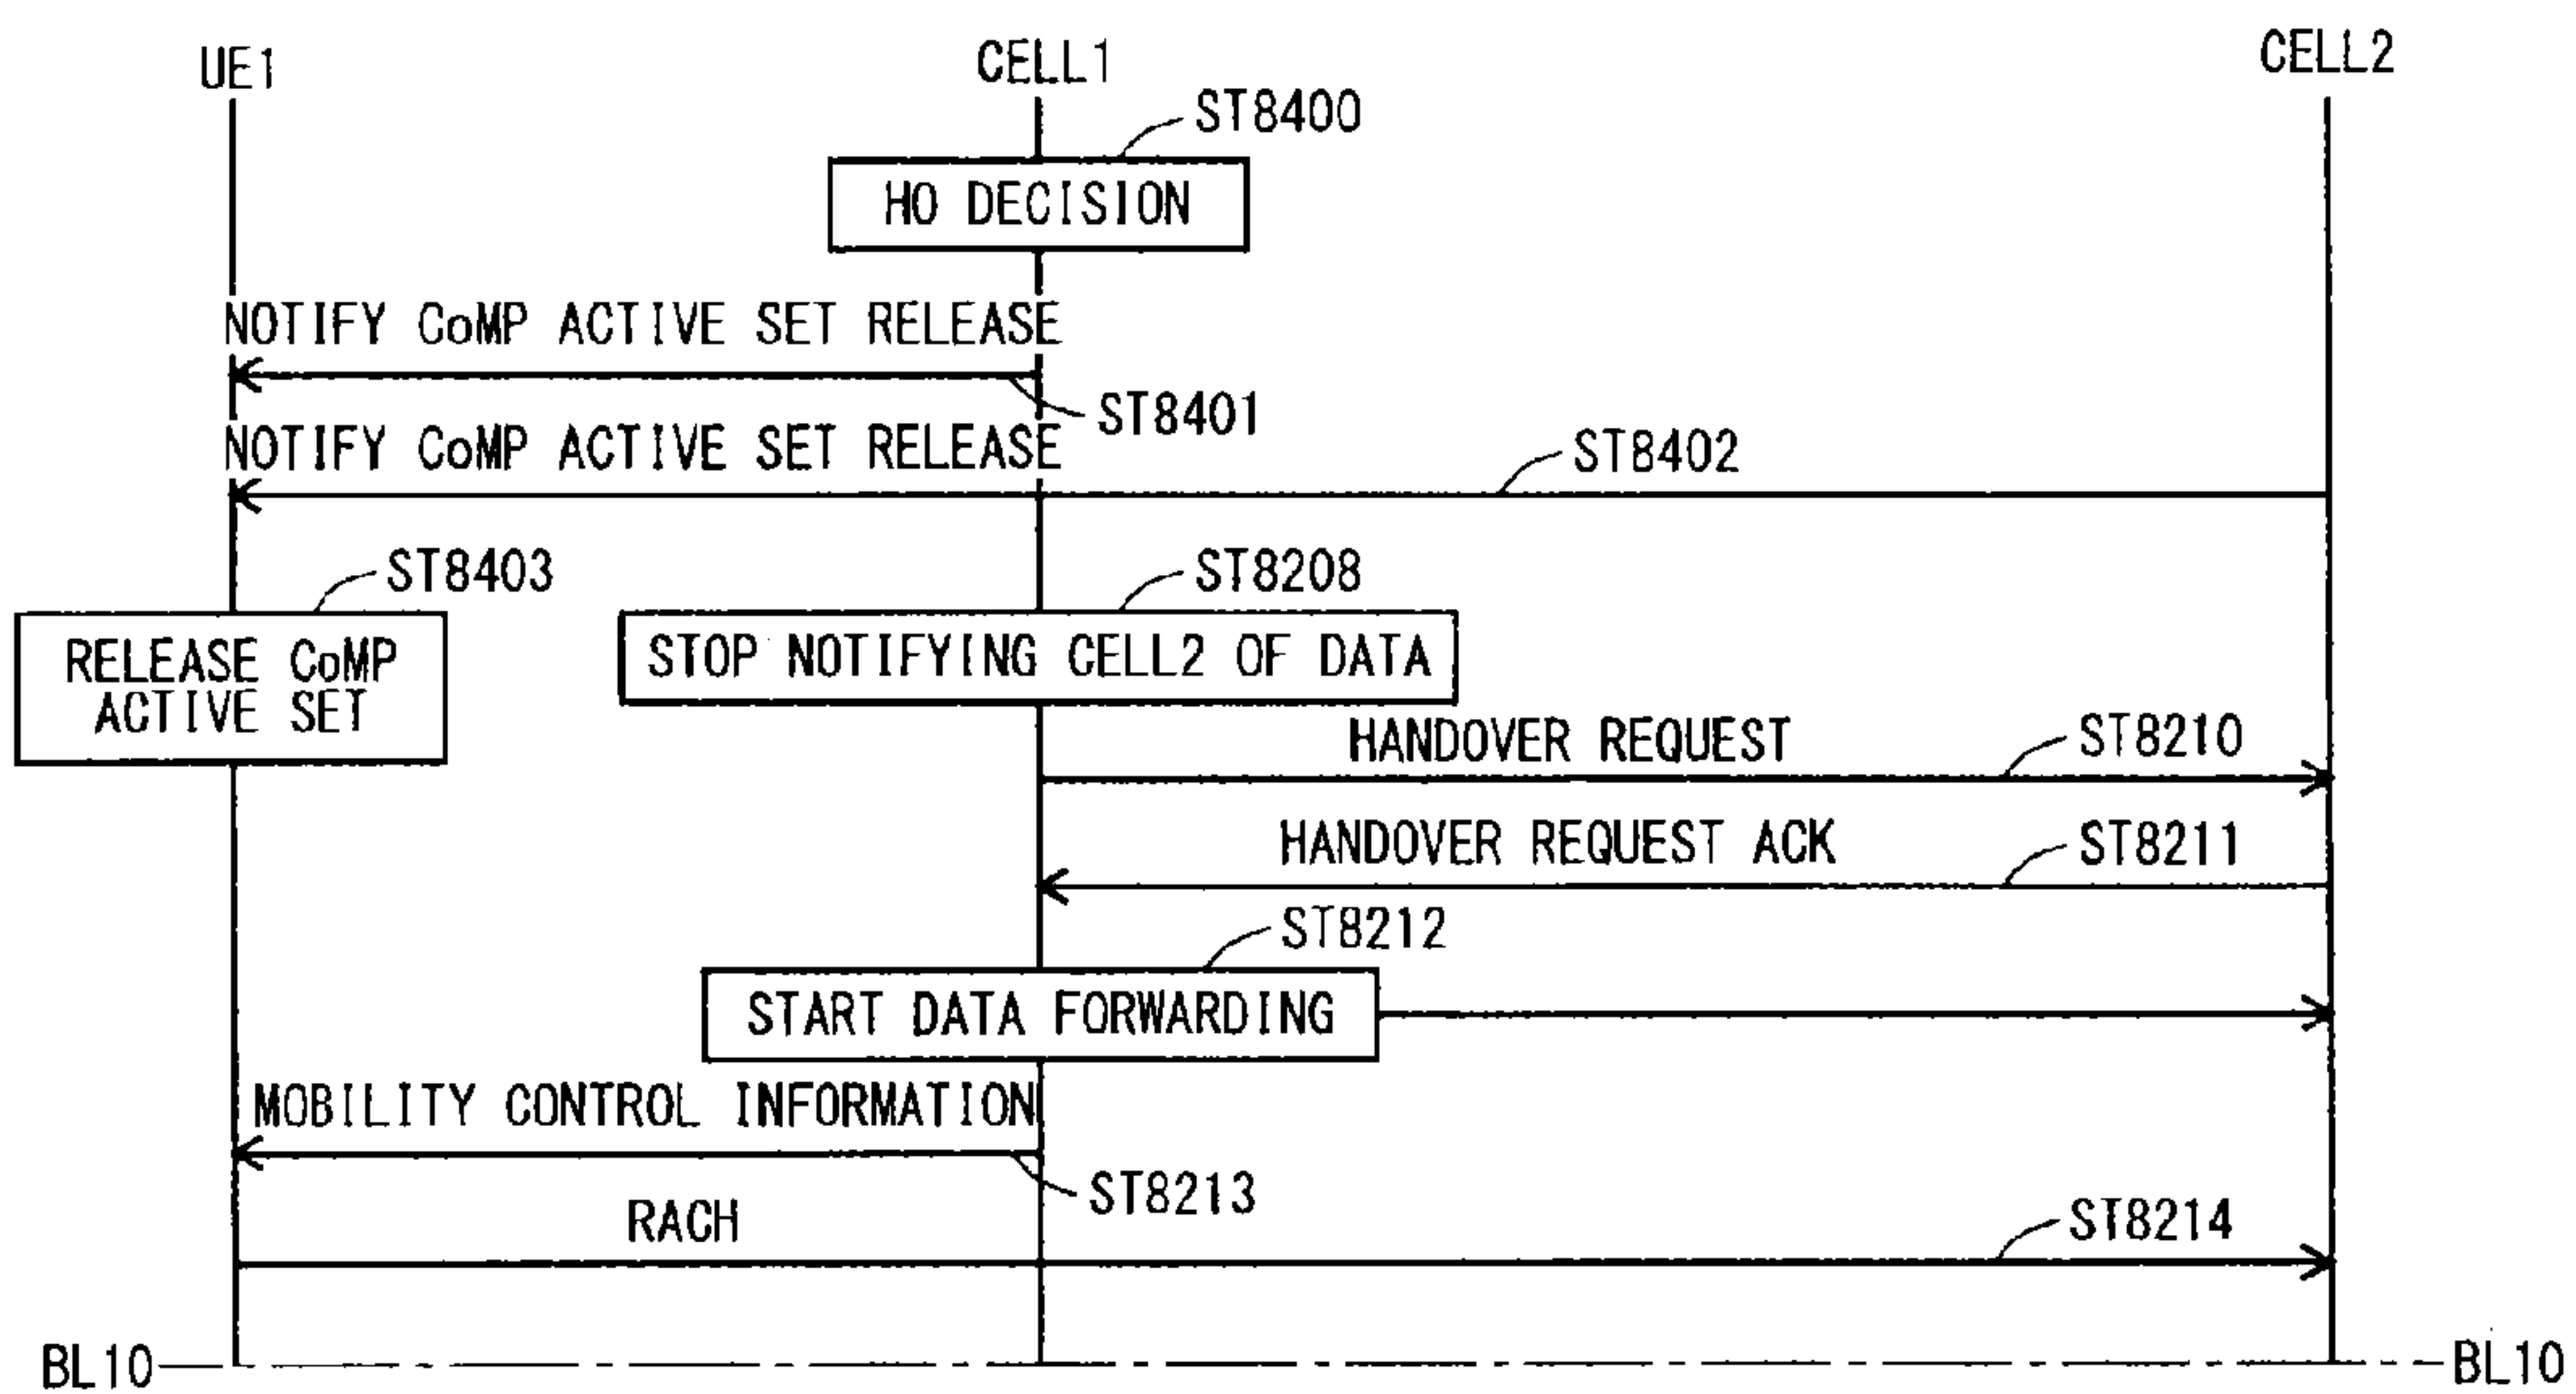 UE1
CELL1
CELL2
ST8400
HO DECISION
NOTIFY CoMP ACTIVE SET RELEASE
ST8401
NOTIFY CoMP ACTIVE SET RELEASE
ST8402
ST8403
ST8208
RELEASE CoMP
ACTIVE SET
STOP NOTIFYING CELL2 OF DATA
HANDOVER REQUEST
ST8210
HANDOVER REQUEST ACK
ST8211
ST8212
START DATA FORWARDING
MOBILITY CONTROL INFORMATION
ST8213
RACH
ST8214
BL10
BL10